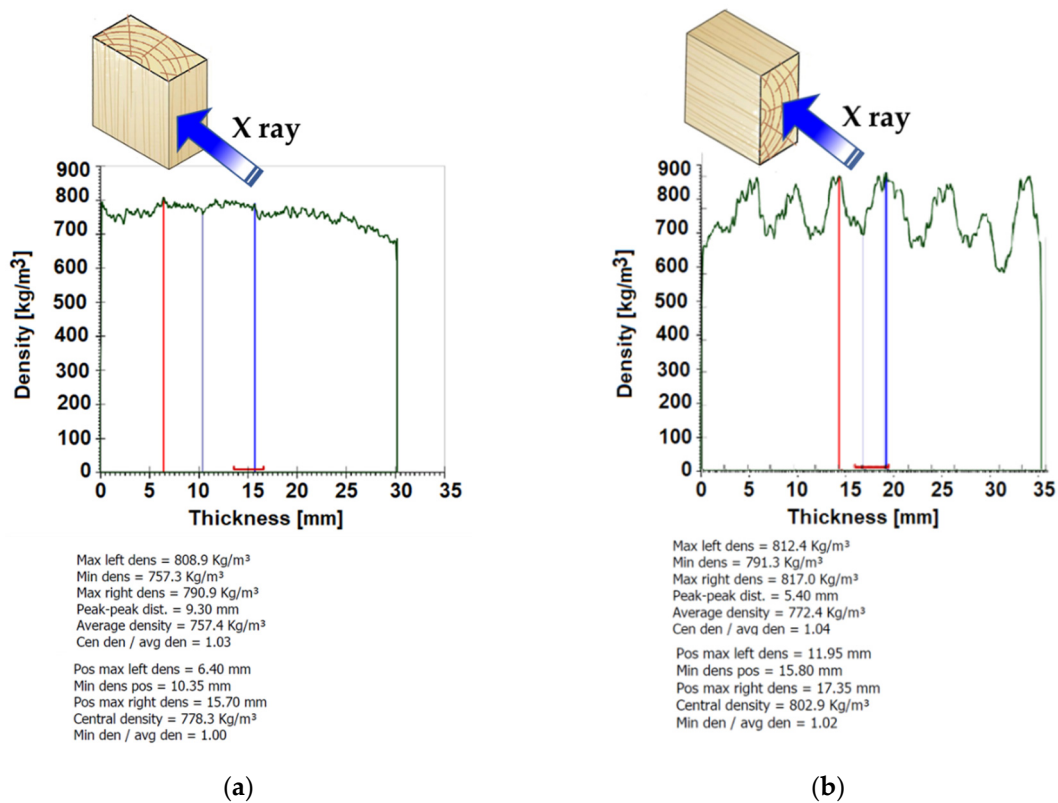 X ray
900
800
700
600
500
400
300
200
100
0
Density [kg/m³]
0 5 10 15 20 25 30 35
Thickness [mm]
Max left dens = 808.9 Kg/m³
Min dens = 757.3 Kg/m³
Max right dens = 790.9 Kg/m³
Peak-peak dist. = 9.30 mm
Average density = 757.4 Kg/m³
Cen den / avg den = 1.03
Pos max left dens = 6.40 mm
Min dens pos = 10.35 mm
Pos max right dens = 15.70 mm
Central density = 778.3 Kg/m³
Min den / avg den = 1.00
(a)
X ray
900
800
700
600
500
400
300
200
100
0
Density [kg/m³]
0 5 10 15 20 25 30 35
Thickness [mm]
Max left dens = 812.4 Kg/m³
Min dens = 791.3 Kg/m³
Max right dens = 817.0 Kg/m³
Peak-peak dist. = 5.40 mm
Average density = 772.4 Kg/m³
Cen den / avg den = 1.04
Pos max left dens = 11.95 mm
Min dens pos = 15.80 mm
Pos max right dens = 17.35 mm
Central density = 802.9 Kg/m³
Min den / avg den = 1.02
(b)